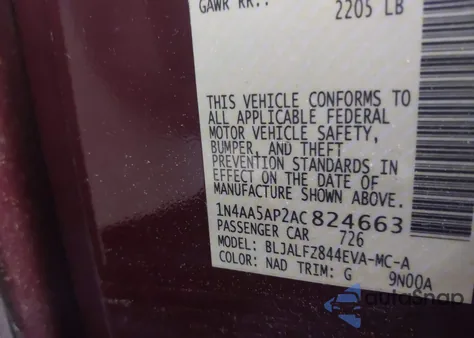 GAWR RR.:
2205 LB
THIS VEHICLE CONFORMS TO
ALL APPLICABLE FEDERAL
MOTOR VEHICLE SAFETY,
BUMPER, AND THEFT
PREVENTION STANDARDS IN
EFFECT ON THE DATE OF
MANUFACTURE SHOWN ABOVE.
1N4AA5AP2AC824663
PASSENGER CAR 726
MODEL: BLJALFZ844EVA-MC-A
COLOR: NAD TRIM: G 9N00A
autoSnap